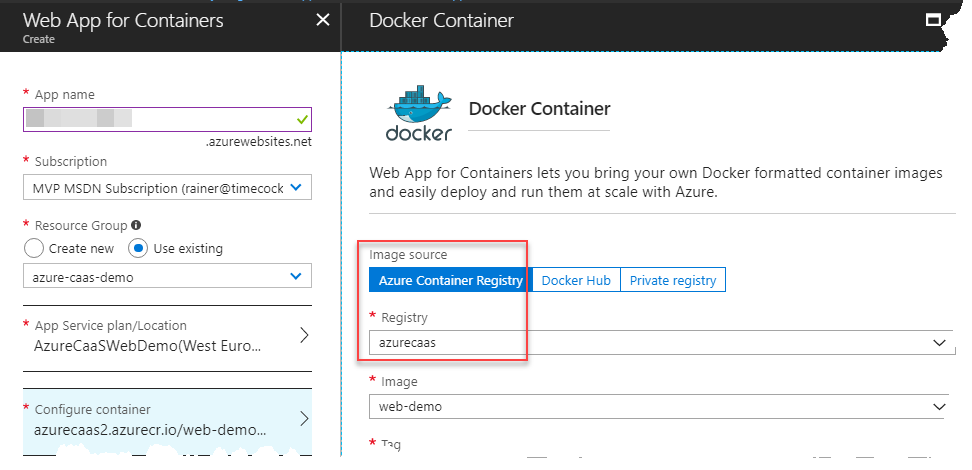 Web App for Containers
Create
* App name
.azurewebsites.net
* Subscription
MVP MSDN Subscription (rainer@timecock
* Resource Group
Create new
Use existing
azure-caas-demo
* App Service plan/Location
AzureCaaSWebDemo(West Euro...
* Configure container
azurecaas2.azurecr.io/web-demo...
Docker Container
docker
Docker Container
Web App for Containers lets you bring your own Docker formatted container images
and easily deploy and run them at scale with Azure.
Image source
Azure Container Registry Docker Hub Private registry
* Registry
azurecaas
* Image
web-demo
* Tag